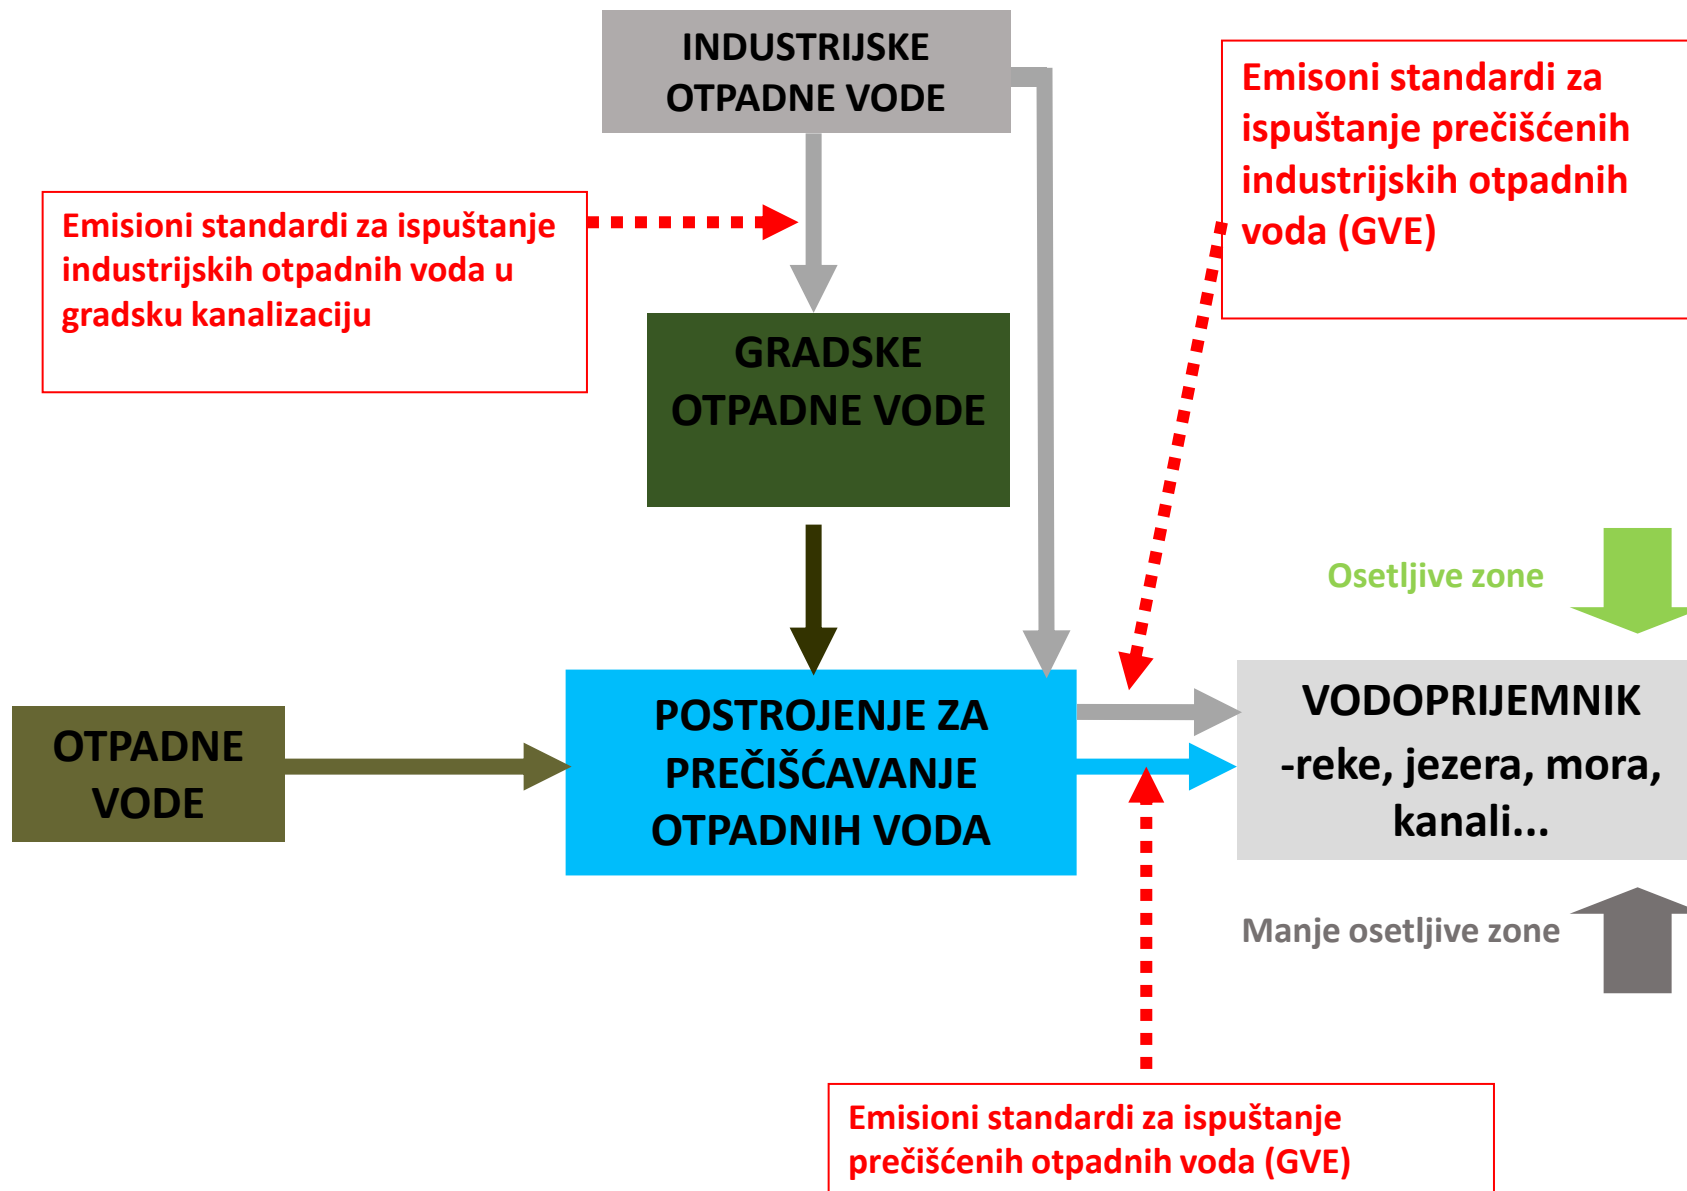 INDUSTRIJSKE
OTPADNE VODE
Emisoni standardi za
ispuštanje prečišćenih
industrijskih otpadnih
voda (GVE)
Emisioni standardi za ispuštanje
industrijskih otpadnih voda u
gradsku kanalizaciju
GRADSKE
OTPADNE VODE
Osetljive zone
OTPADNE
VODE
POSTROJENJE ZA
PREČIŠĆAVANJE
OTPADNIH VODA
VODOPRIJEMNIK
-reke, jezera, mora,
kanali...
Manje osetljive zone
Emisioni standardi za ispuštanje
prečišćenih otpadnih voda (GVE)